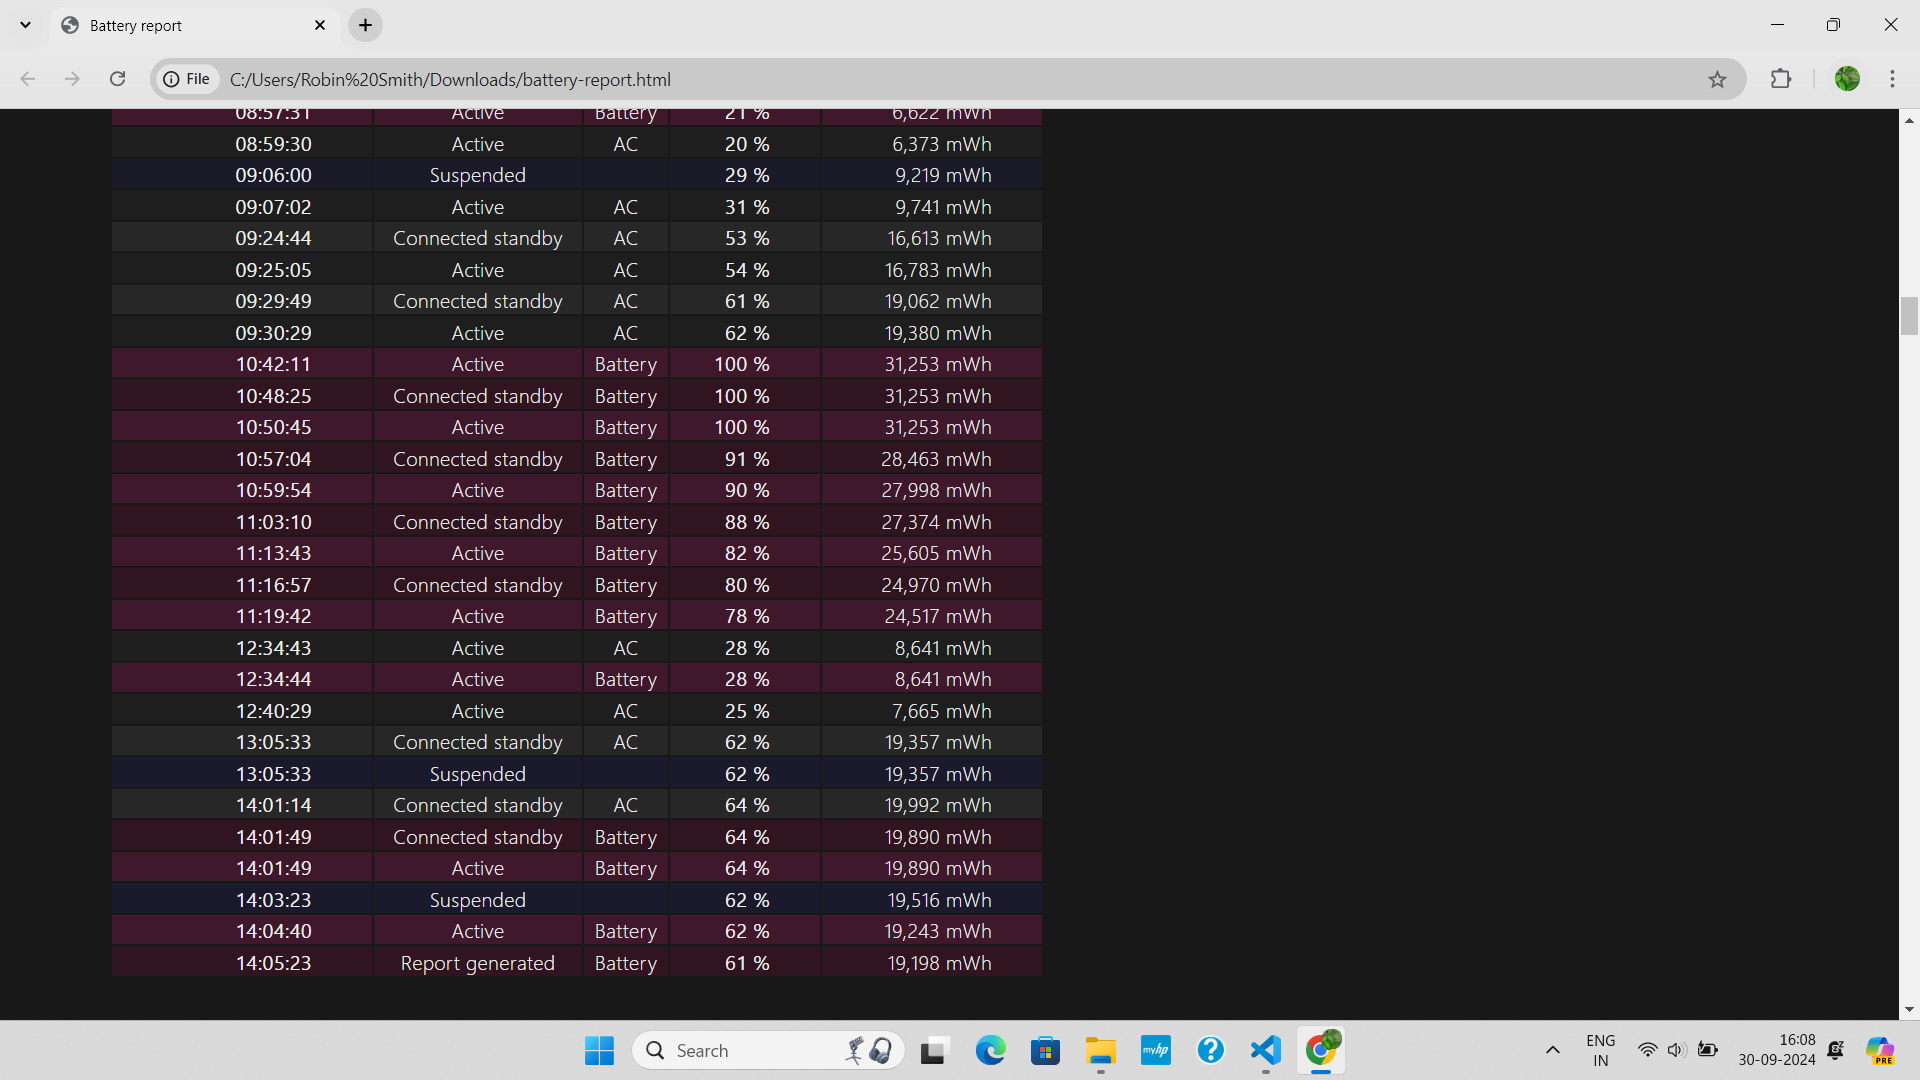 Battery report
File C:/Users/Robin%20Smith/Downloads/battery-report.html
08:57:31 Active Battery 21 % 6,622 mWh
08:59:30 Active AC 20 % 6,373 mWh
09:06:00 Suspended 29 % 9,219 mWh
09:07:02 Active AC 31 % 9,741 mWh
09:24:44 Connected standby AC 53 % 16,613 mWh
09:25:05 Active AC 54 % 16,783 mWh
09:29:49 Connected standby AC 61 % 19,062 mWh
09:30:29 Active AC 62 % 19,380 mWh
10:42:11 Active Battery 100 % 31,253 mWh
10:48:25 Connected standby Battery 100 % 31,253 mWh
10:50:45 Active Battery 100 % 31,253 mWh
10:57:04 Connected standby Battery 91 % 28,463 mWh
10:59:54 Active Battery 90 % 27,998 mWh
11:03:10 Connected standby Battery 88 % 27,374 mWh
11:13:43 Active Battery 82 % 25,605 mWh
11:16:57 Connected standby Battery 80 % 24,970 mWh
11:19:42 Active Battery 78 % 24,517 mWh
12:34:43 Active AC 28 % 8,641 mWh
12:34:44 Active Battery 28 % 8,641 mWh
12:40:29 Active AC 25 % 7,665 mWh
13:05:33 Connected standby AC 62 % 19,357 mWh
13:05:33 Suspended 62 % 19,357 mWh
14:01:14 Connected standby AC 64 % 19,992 mWh
14:01:49 Connected standby Battery 64 % 19,890 mWh
14:01:49 Active Battery 64 % 19,890 mWh
14:03:23 Suspended 62 % 19,516 mWh
14:04:40 Active Battery 62 % 19,243 mWh
14:05:23 Report generated Battery 61 % 19,198 mWh
Search
myhp
ENG
IN
16:08
30-09-2024
PRE